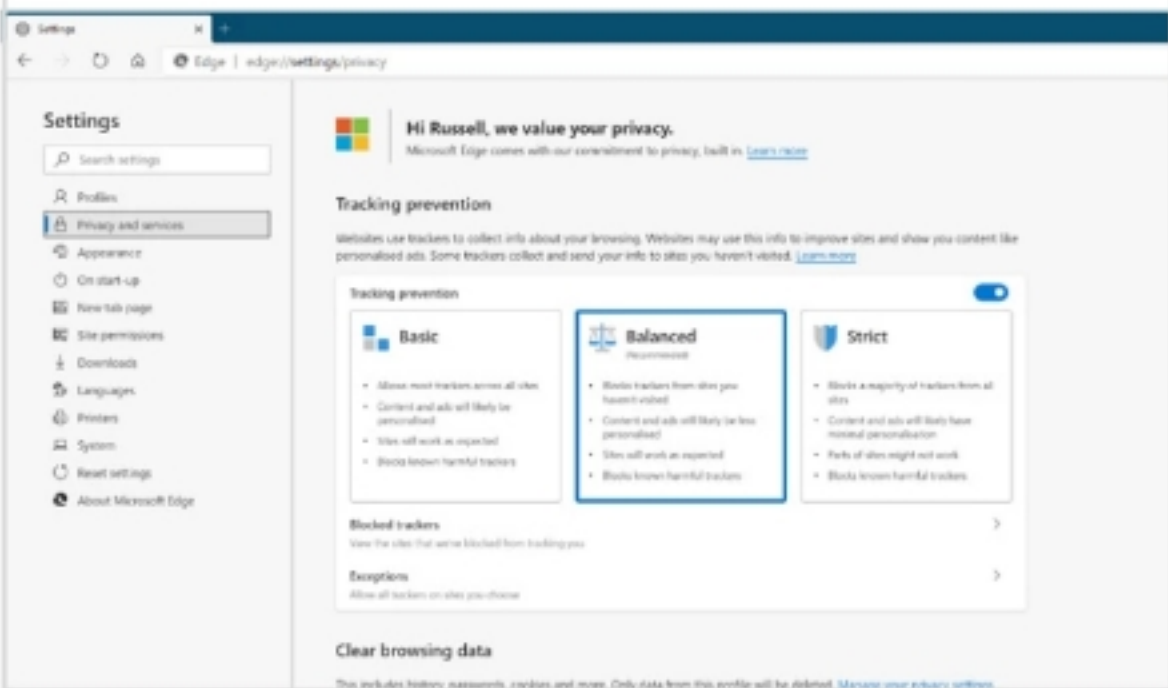 Settings
Edge | edge://settings/privacy
Settings
Search settings
Profiles
Privacy and services
Appearance
On start-up
New tab page
Site permissions
Downloads
Languages
Printers
System
Reset settings
About Microsoft Edge
Hi Russell, we value your privacy.
Microsoft Edge comes with our commitment to privacy, built in. Learn more
Tracking prevention
Websites use trackers to collect info about your browsing. Websites may use this info to improve sites and show you content like
personalised ads. Some trackers collect and send your info to sites you haven't visited. Learn more
Tracking prevention
Basic
Allows most trackers across all sites
Content and ads will likely be
personalised
Sites will work as expected
Blocks known harmful trackers
Balanced
(Recommended)
Blocks trackers from sites you
haven't visited
Content and ads will likely be less
personalised
Sites will work as expected
Blocks known harmful trackers
Strict
Blocks a majority of trackers from all
sites
Content and ads will likely have
minimal personalisation
Parts of sites might not work
Blocks known harmful trackers
Blocked trackers
View the sites that we've blocked from tracking you
Exceptions
Allow all trackers on sites you choose
Clear browsing data
This includes history, passwords, cookies and more. Only data from this profile will be deleted. Manage your privacy settings